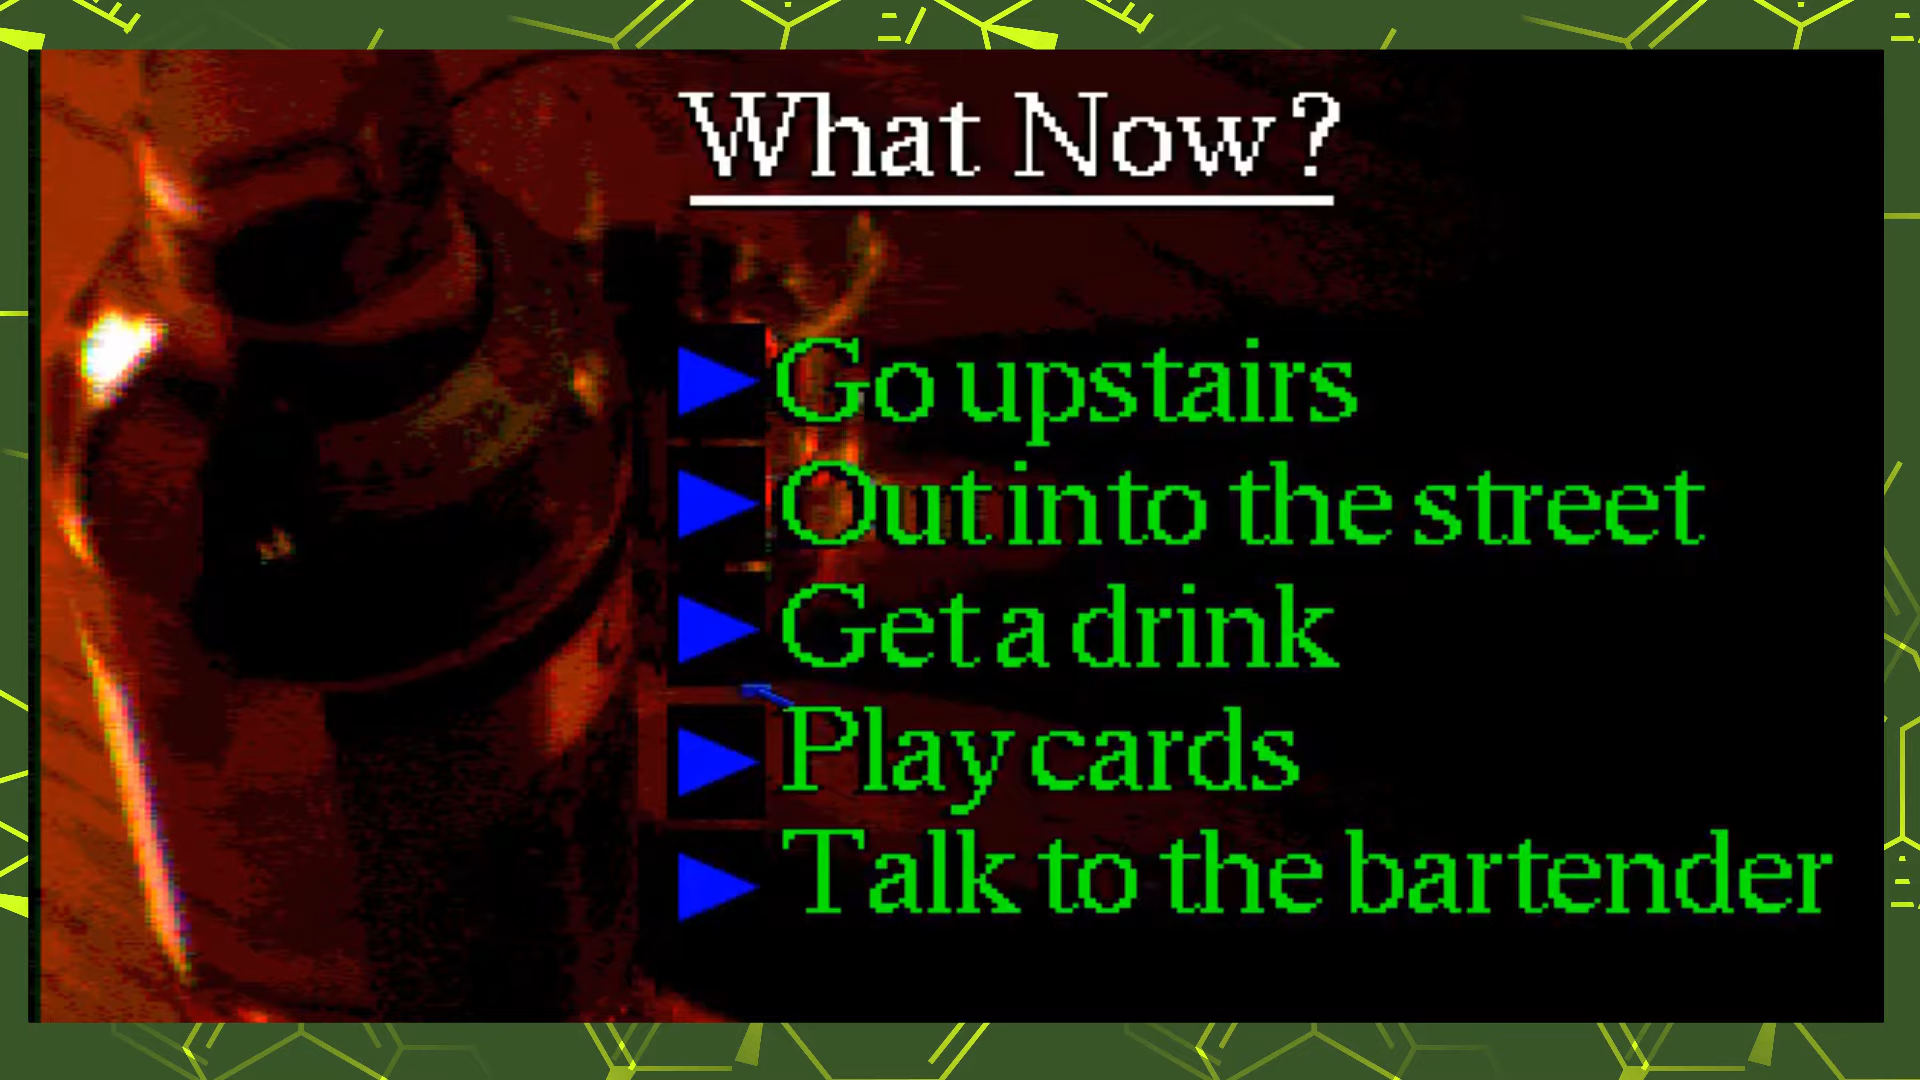 What Now?
Go upstairs
Out into the street
Get a drink
Play cards
Talk to the bartender